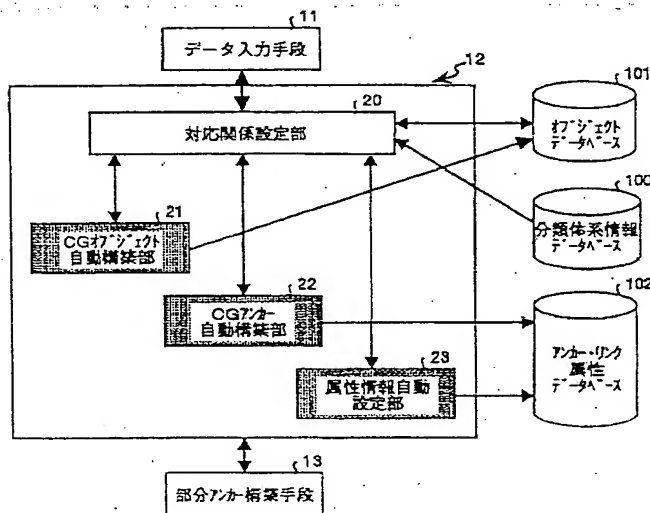 11
データ入力手段
12
20
対応関係設定部
101
オブジェクト
データベース
100
分類体系情報
データベース
21
CGオブジェクト
自動構築部
22
CGアンカー
自動構築部
102
アンカー・リンク
属性
データベース
23
属性情報自動
設定部
13
部分アンカー構築手段